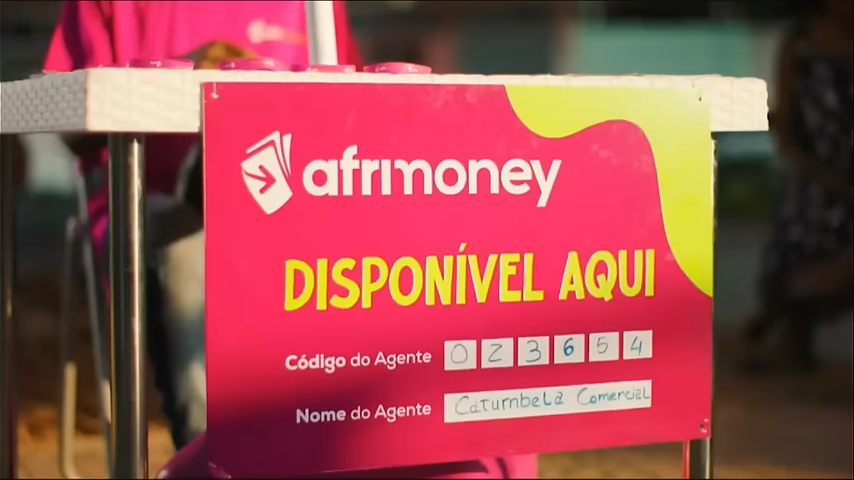 afrimoney
DISPONÍVEL AQUI
Código do Agente 023654
Nome do Agente Catumbela Comercial